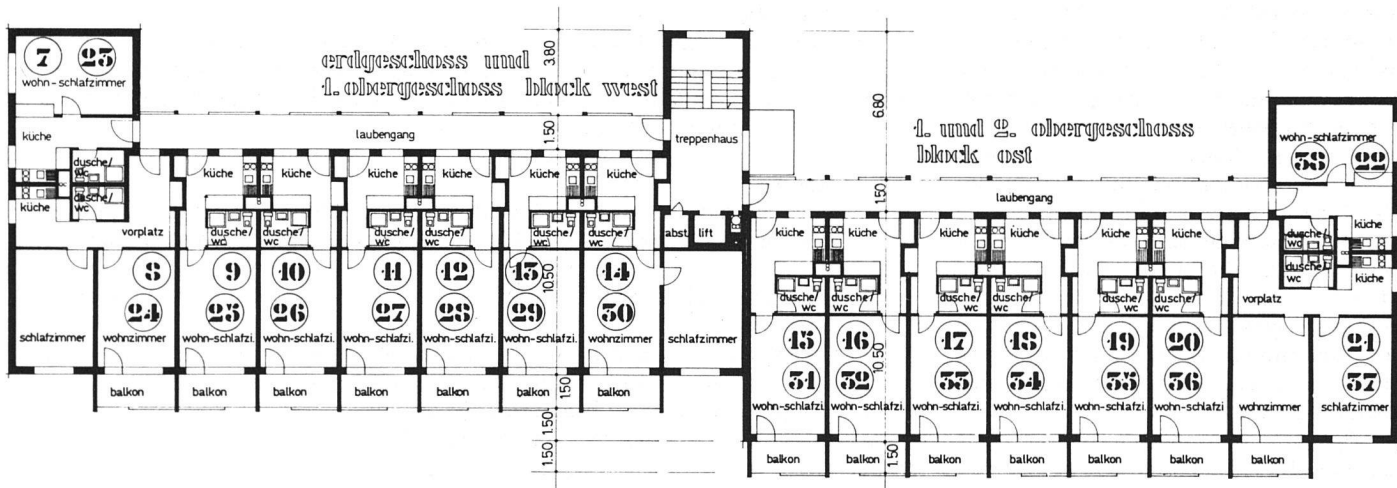 7 23
wohn-schlafzimmer
erdgeschoss und
1. obergeschoss block west
3.80
6.80
1. und 2. obergeschoss
block ost
wohn-schlafzimmer
38 22
küche
laubengang
1.50
treppenhaus
dusche/
wc
dusche/
wc
küche
küche
küche
küche
küche
küche
küche
laubengang
1.50
küche
vorplatz
dusche/
wc
dusche/
wc
dusche/
wc
dusche/
wc
dusche/
wc
dusche/
wc
abst.
lift
küche
küche
küche
küche
küche
küche
dusche/
wc
dusche/
wc
küche
küche
8 9 10 11 12 13 14
10.50
24 25 26 27 28 29 30
schlafzimmer
wohnzimmer
wohn-schlafzi.
wohn-schlafzi.
wohn-schlafzi.
wohn-schlafzi.
wohn-schlafzi.
wohnzimmer
schlafzimmer
dusche/
wc
dusche/
wc
dusche/
wc
dusche/
wc
dusche/
wc
dusche/
wc
vorplatz
15 16 17 18 19 20 21
10.50
31 32 33 34 35 36 37
balkon
balkon
balkon
balkon
balkon
balkon
balkon
1.50
wohn-schlafzi.
wohn-schlafzi.
wohn-schlafzi.
wohn-schlafzi.
wohn-schlafzi.
wohn-schlafzi
wohnzimmer
schlafzimmer
1.50
1.50
balkon
balkon
1.50
balkon
balkon
balkon
balkon
balkon